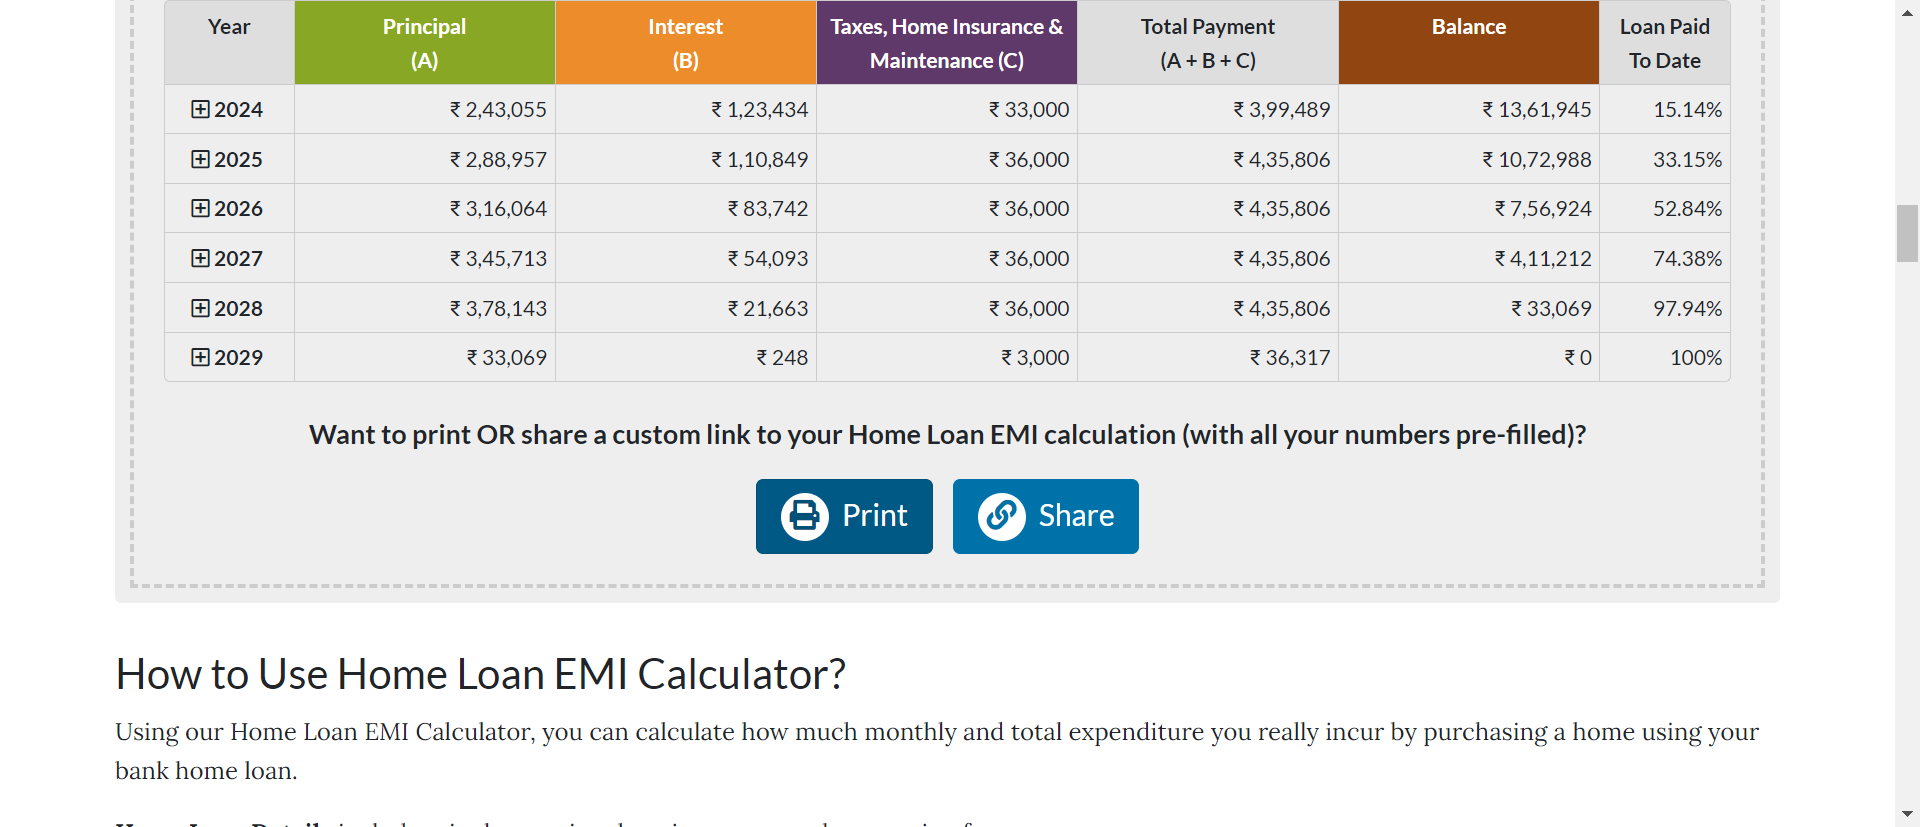 Year Principal Interest Taxes, Home Insurance & Total Payment Balance Loan Paid
(A) (B) Maintenance (C) (A + B + C) To Date
2024 ₹ 2,43,055 ₹ 1,23,434 ₹ 33,000 ₹ 3,99,489 ₹ 13,61,945 15.14%
2025 ₹ 2,88,957 ₹ 1,10,849 ₹ 36,000 ₹ 4,35,806 ₹ 10,72,988 33.15%
2026 ₹ 3,16,064 ₹ 83,742 ₹ 36,000 ₹ 4,35,806 ₹ 7,56,924 52.84%
2027 ₹ 3,45,713 ₹ 54,093 ₹ 36,000 ₹ 4,35,806 ₹ 4,11,212 74.38%
2028 ₹ 3,78,143 ₹ 21,663 ₹ 36,000 ₹ 4,35,806 ₹ 33,069 97.94%
2029 ₹ 33,069 ₹ 248 ₹ 3,000 ₹ 36,317 ₹ 0 100%
Want to print OR share a custom link to your Home Loan EMI calculation (with all your numbers pre-filled)?
Print Share
How to Use Home Loan EMI Calculator?
Using our Home Loan EMI Calculator, you can calculate how much monthly and total expenditure you really incur by purchasing a home using your
bank home loan.